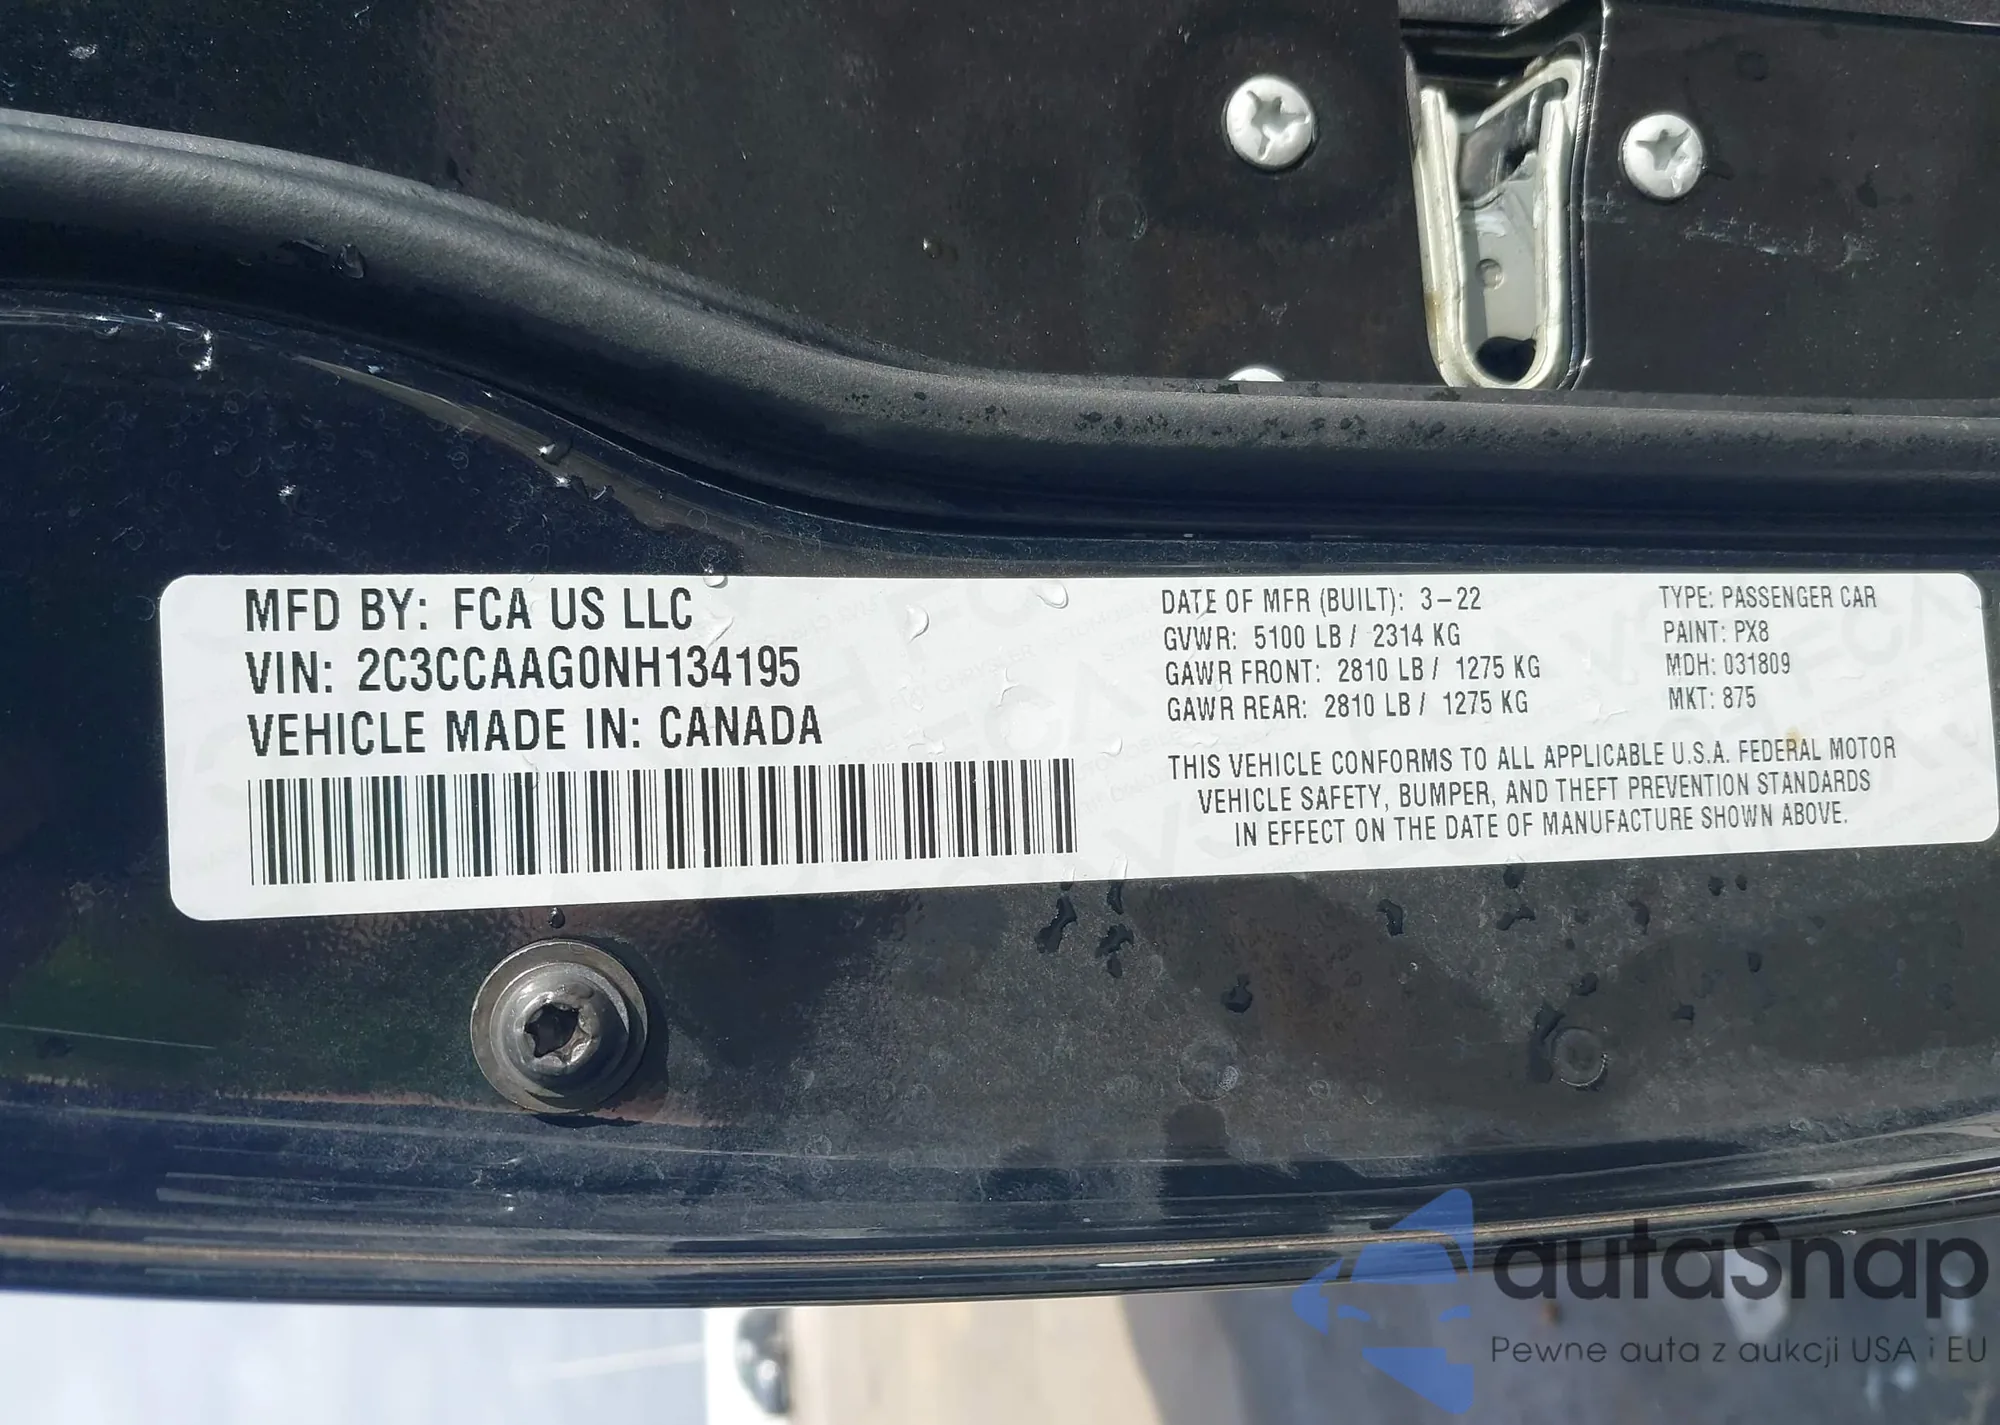 MFD BY: FCA US LLC
VIN: 2C3CCAAG0NH134195
VEHICLE MADE IN: CANADA
DATE OF MFR (BUILT): 3-22
GVWR: 5100 LB / 2314 KG
GAWR FRONT: 2810 LB / 1275 KG
GAWR REAR: 2810 LB / 1275 KG
TYPE: PASSENGER CAR
PAINT: PX8
MDH: 031809
MKT: 875
THIS VEHICLE CONFORMS TO ALL APPLICABLE U.S.A. FEDERAL MOTOR
VEHICLE SAFETY, BUMPER, AND THEFT PREVENTION STANDARDS
IN EFFECT ON THE DATE OF MANUFACTURE SHOWN ABOVE.
autaSnap
Pewne auta z aukcji USA i EU